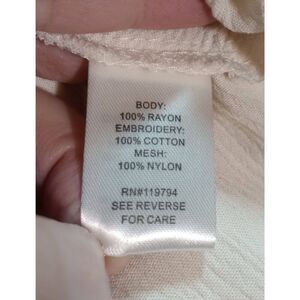 BODY:
100% RAYON
EMBROIDERY:
100% COTTON
MESH:
100% NYLON
RN#119794
SEE REVERSE
FOR CARE